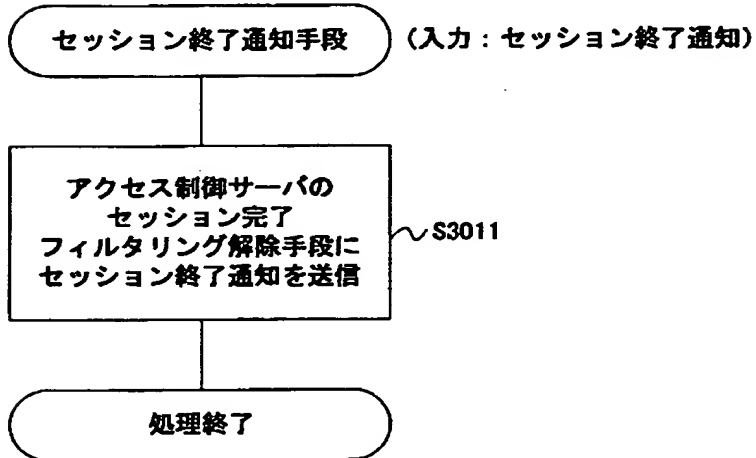 セッション終了通知手段 (入力:セッション終了通知)
アクセス制御サーバの
セッション完了
フィルタリング解除手段に
セッション終了通知を送信
S3011
処理終了